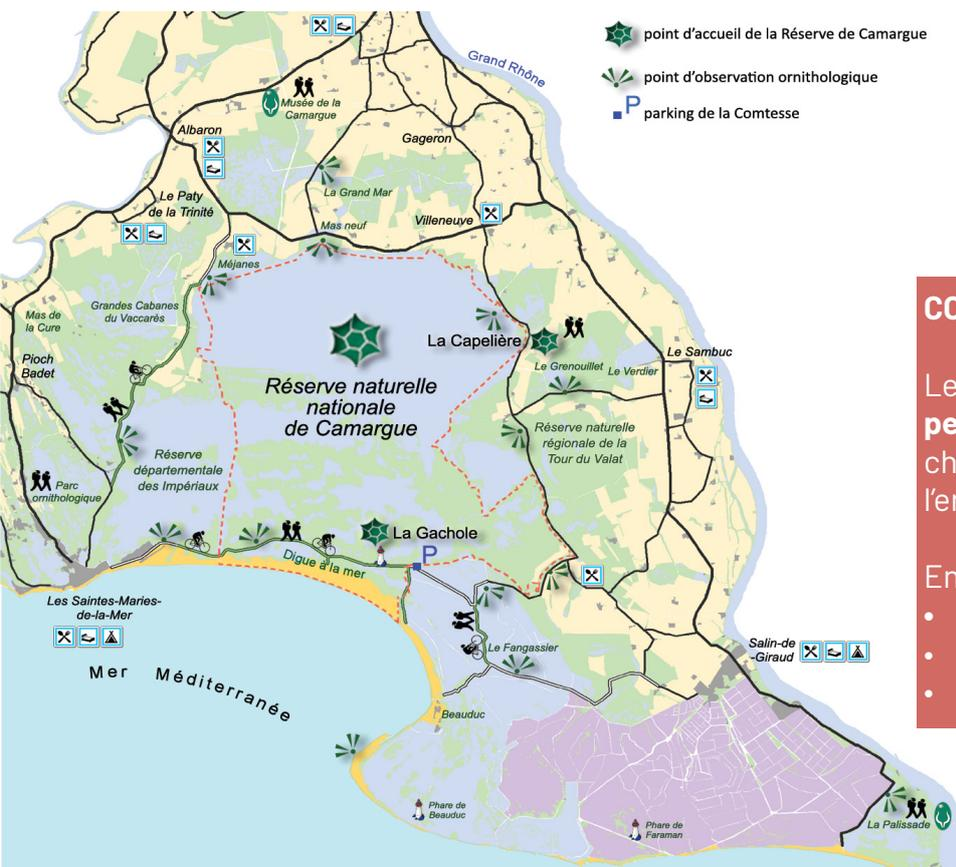 point d'accueil de la Réserve de Camargue
point d'observation ornithologique
P
parking de la Comtesse
Grand Rhône
Musée de la
Camargue
Albaron
Gageron
La Grand Mar
Le Paty
de la Trinité
Villeneuve
Mas neuf
Méjanes
Grandes Cabanes
du Vaccarès
Mas de
la Cure
Pioch
Badet
La Capelière
Le Grenouillet
Le Verdier
Le Sambuc
Réserve naturelle
nationale
de Camargue
Réserve naturelle
régionale de la
Tour du Valat
Réserve
départementale
des Impériaux
Parc
ornithologique
La Gachole
P
Digue à la mer
Les Saintes-Maries-
de-la-Mer
Mer Méditerranée
Le Fangassier
Salin-de
-Giraud
Beauduc
Phare de
Beauduc
Phare de
Faraman
La Palissade
CO
Le
pe
ch
l'e
En
•
•
•